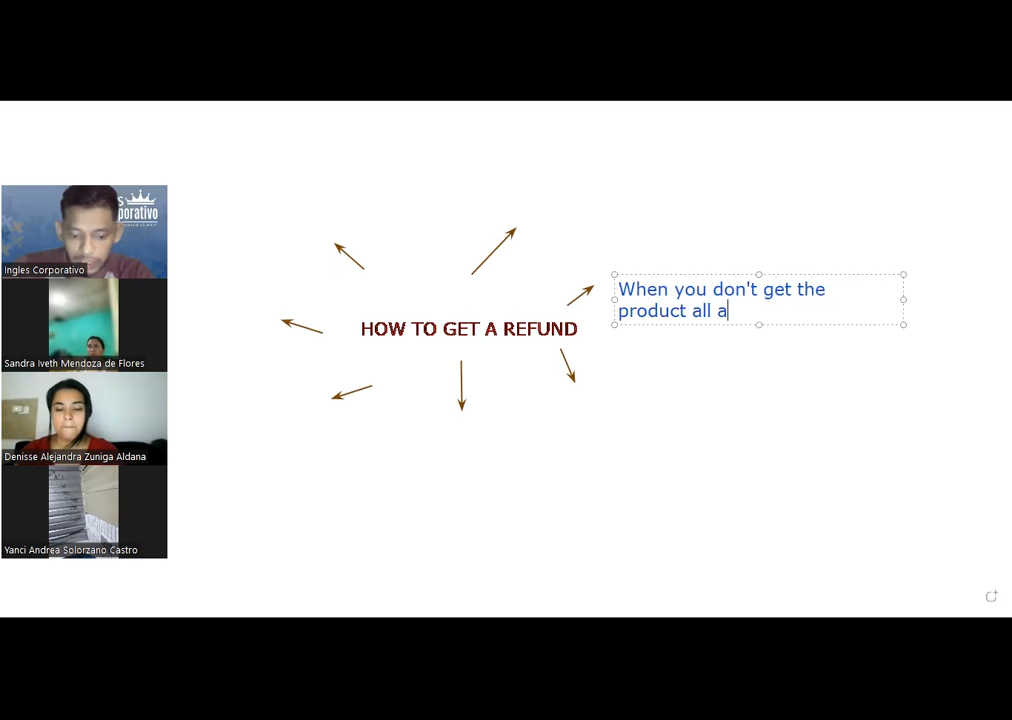 s
porativo
Ingles Corporativo
Sandra Iveth Mendoza de Flores
Denisse Alejandra Zuniga Aldana
Yanci Andrea Solorzano Castro
HOW TO GET A REFUND
When you don't get the
product all a